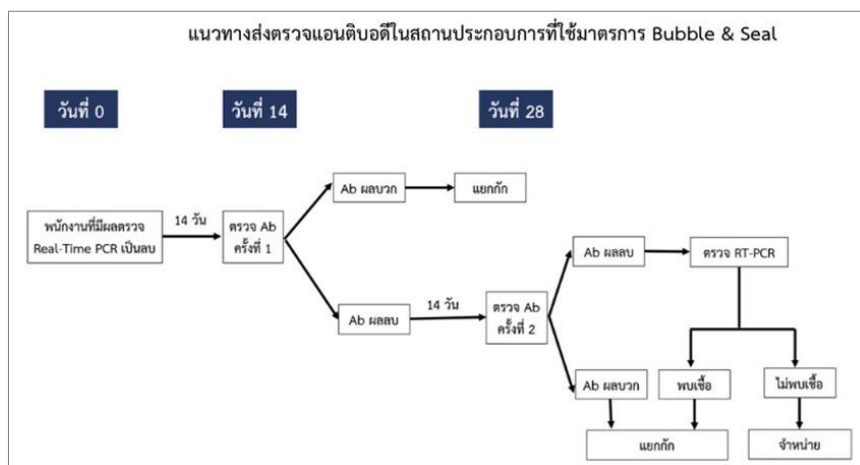 แนวทางส่งตรวจแอนติบอดีในสถานประกอบการที่ใช้มาตรการ Bubble & Seal
วันที่ 0
วันที่ 14
วันที่ 28
Ab ผลบวก
แยกกัก
พนักงานที่มีผลตรวจ
Real-Time PCR เป็นลบ
14 วัน
ตรวจ Ab
ครั้งที่ 1
Ab ผลลบ
ตรวจ RT-PCR
Ab ผลลบ
14 วัน
ตรวจ Ab
ครั้งที่ 2
Ab ผลบวก
พบเชื้อ
ไม่พบเชื้อ
แยกกัก
จำหน่าย